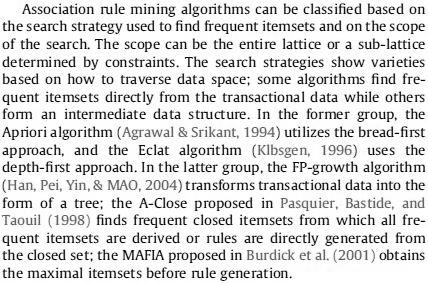 Association rule mining algorithms can be classified based on
the search strategy used to find frequent itemsets and on the scope
of the search. The scope can be the entire lattice or a sub-lattice
determined by constraints. The search strategies show varieties
based on how to traverse data space; some algorithms find fre-
quent itemsets directly from the transactional data while others
form an intermediate data structure. In the former group, the
Apriori algorithm (Agrawal & Srikant, 1994) utilizes the bread-first
approach, and the Eclat algorithm (Klbsgen, 1996) uses the
depth-first approach. In the latter group, the FP-growth algorithm
(Han, Pei, Yin, & MAO, 2004) transforms transactional data into the
form of a tree; the A-Close proposed in Pasquier, Bastide, and
Taouil (1998) finds frequent closed itemsets from which all fre-
quent itemsets are derived or rules are directly generated from
the closed set; the MAFIA proposed in Burdick et al. (2001) obtains
the maximal itemsets before rule generation.